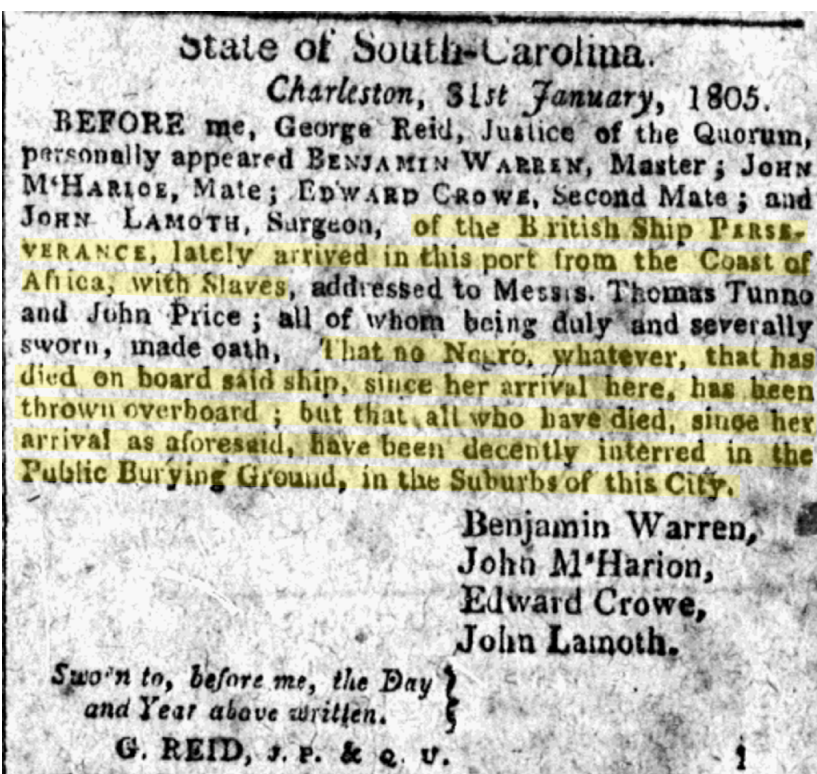 State of South-Carolina.
Charleston, 31st January, 1805.
BEFORE me, George Reid, Justice of the Quorum,
personally appeared BENJAMIN WARREN, Master; JOHN
M'HARIOE, Mate; EDWARD CROWE, Second Mate; and
JOHN LAMOTH, Surgeon, of the British Ship PERSE-
VERANCE, lately arrived in this port from the Coast of
Africa, with Slaves, addressed to Messrs. Thomas Tunno
and John Price; all of whom being duly and severally
sworn, made oath, That no Negro, whatever, that has
died on board said ship, since her arrival here, has been
thrown overboard; but that all who have died, since her
arrival as aforesaid, have been decently interred in the
Public Burying Ground, in the Suburbs of this City.
Benjamin Warren,
John M'Harion,
Edward Crowe,
John Lamoth.
Sworn to, before me, the Day
and Year above written.
G. REID, J. P. & Q. U.
1